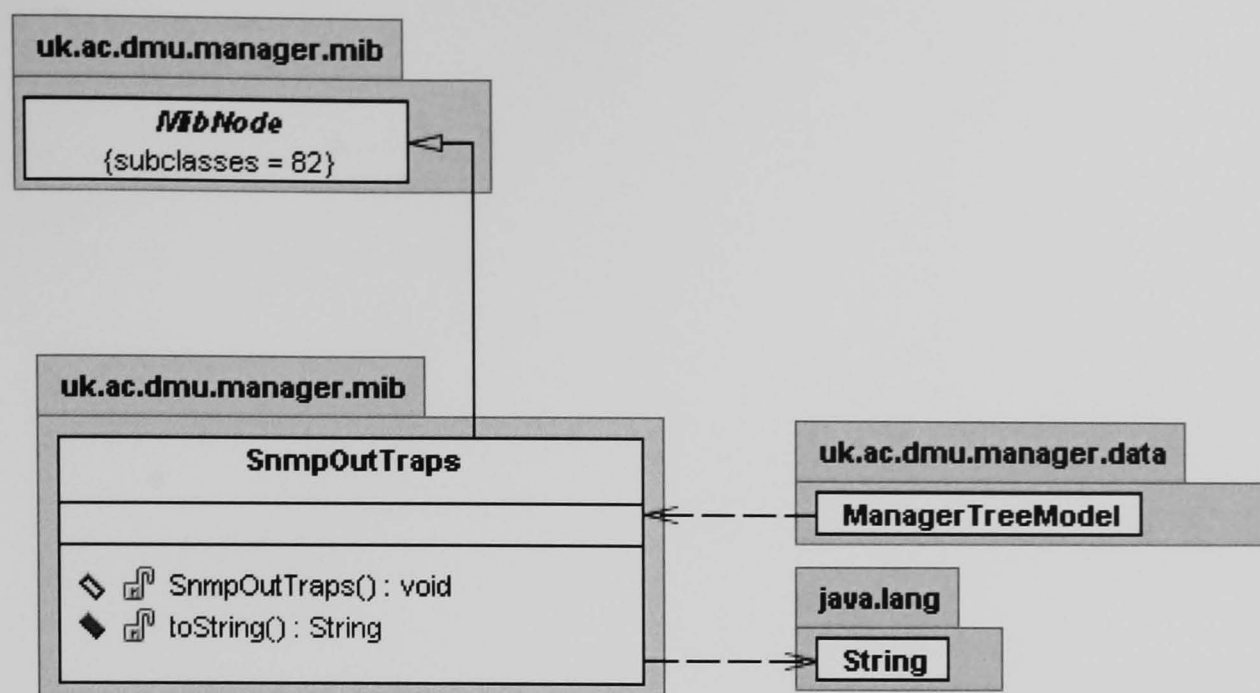 uk.ac.dmu.manager.mib
MibNode
{subclasses = 82}
uk.ac.dmu.manager.mib
SnmpOutTraps
SnmpOutTraps() : void
toString() : String
uk.ac.dmu.manager.data
ManagerTreeModel
java.lang
String